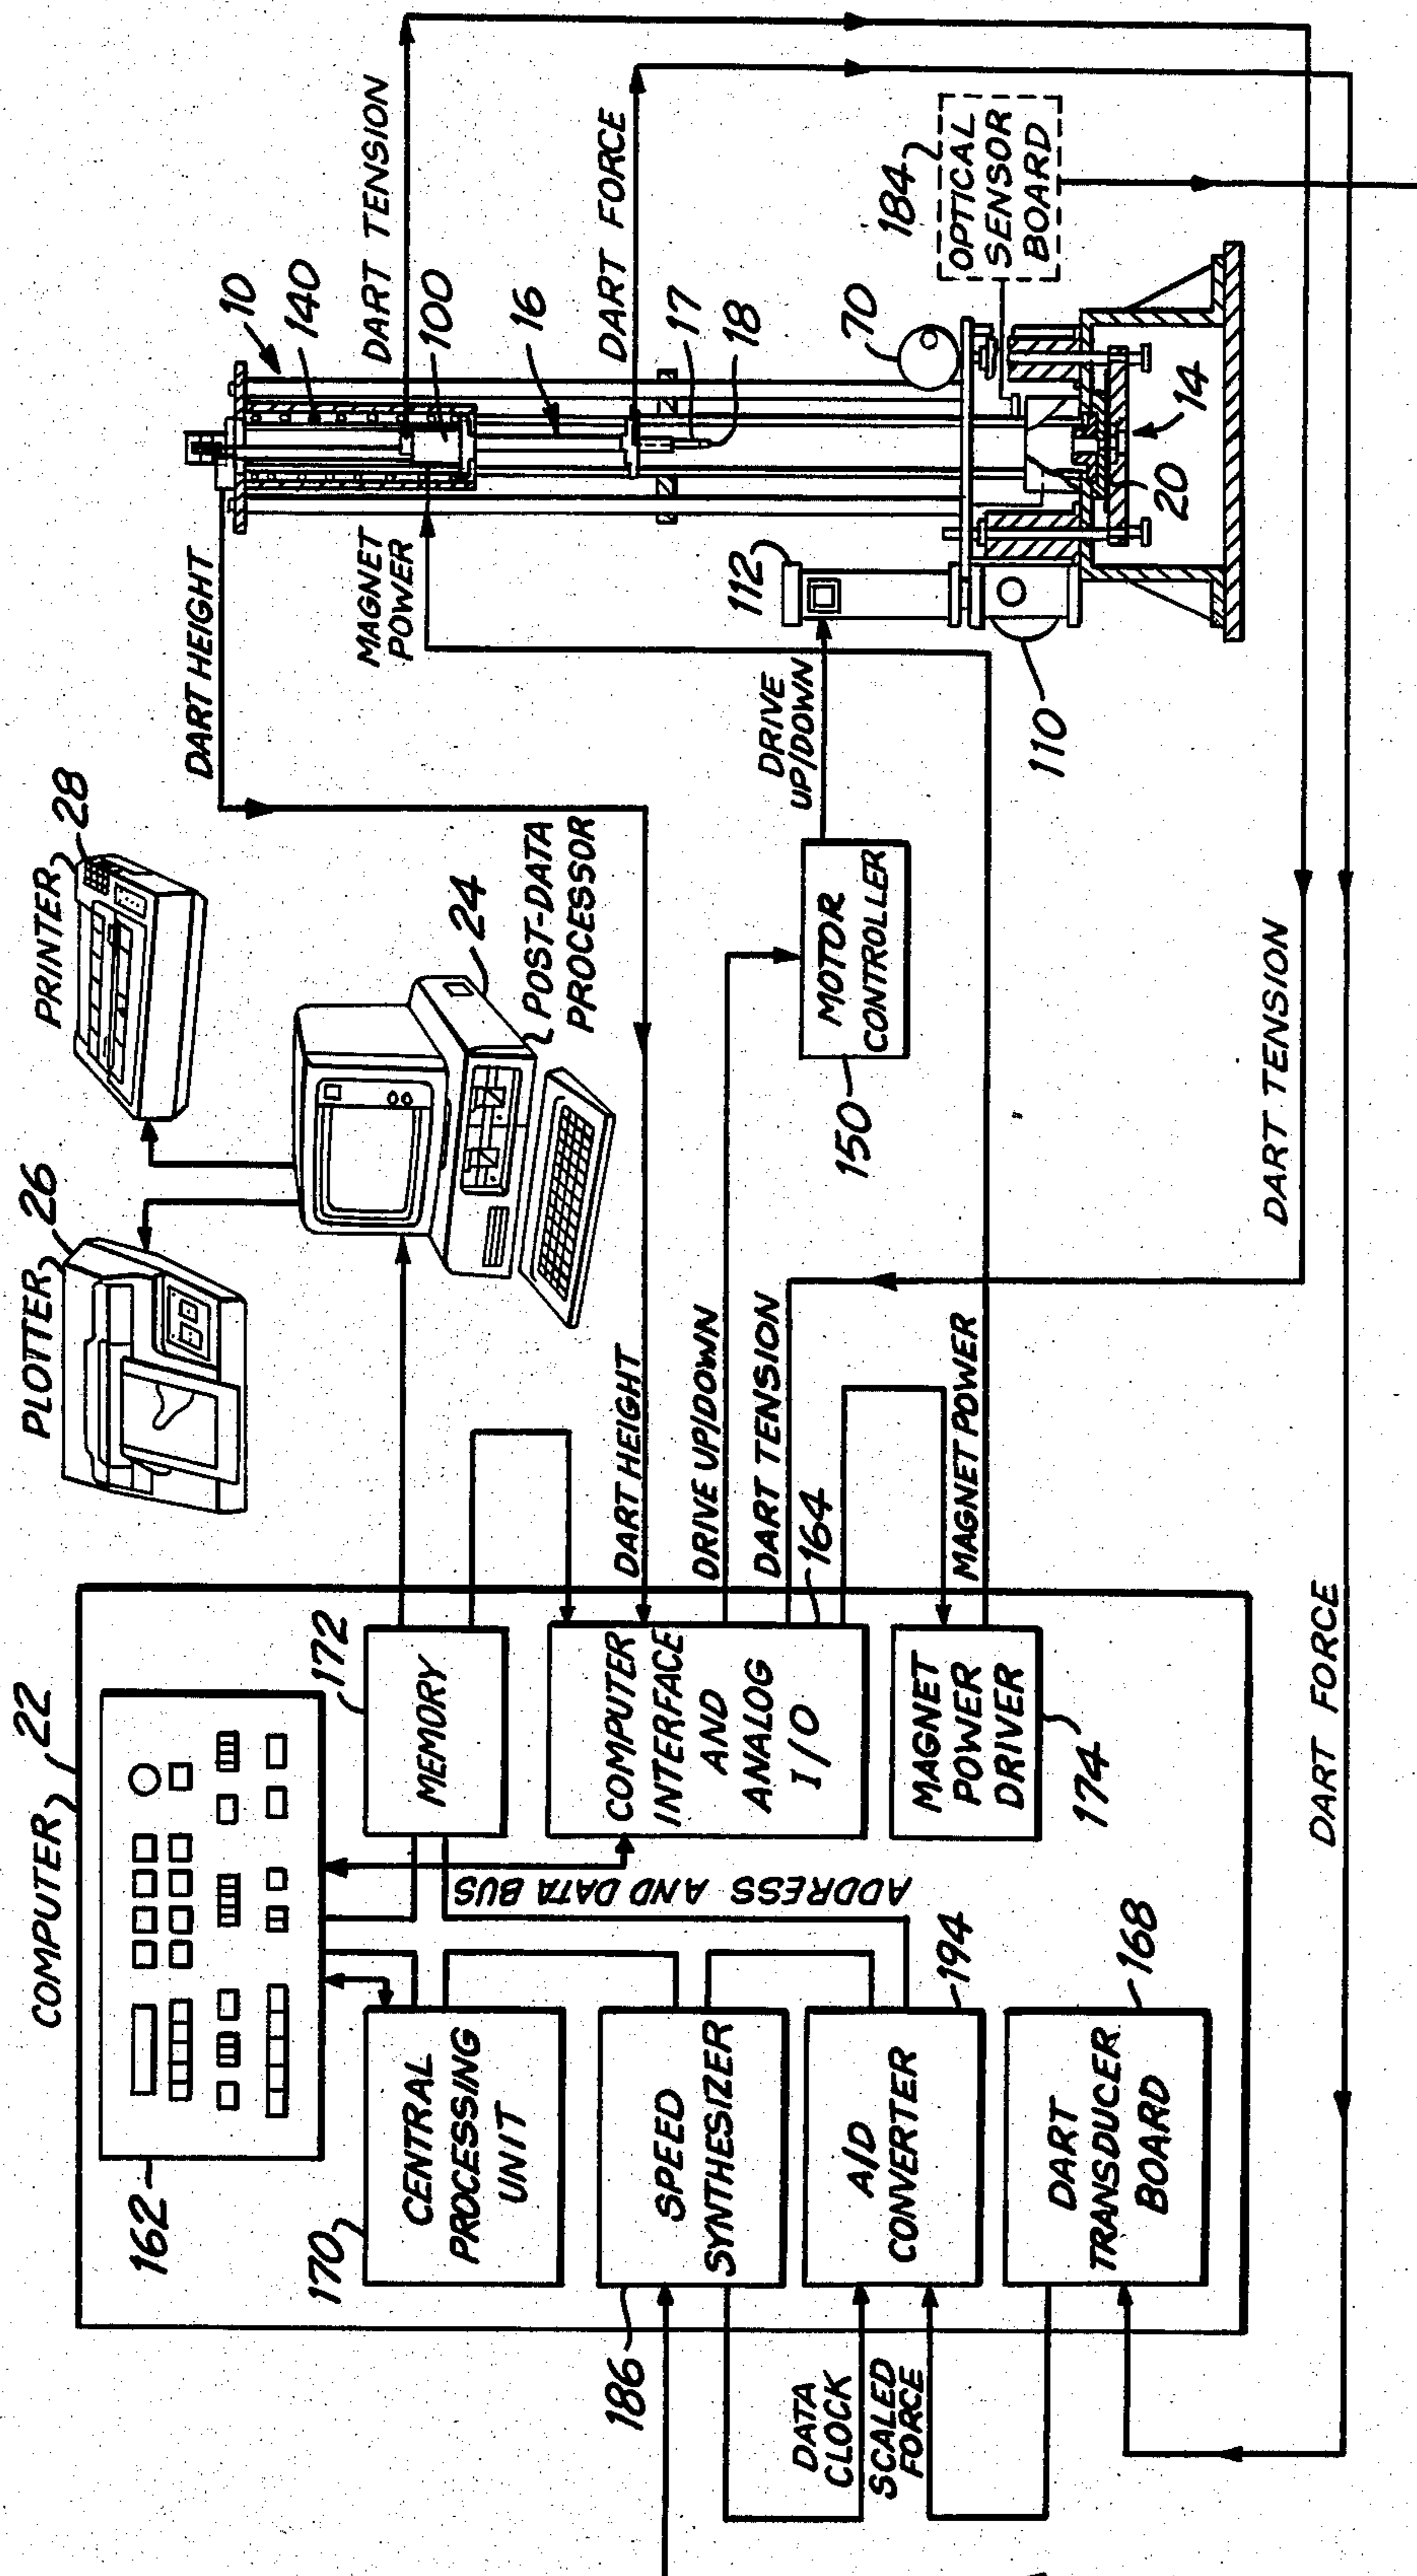 COMPUTER
22
162
170
CENTRAL
PROCESSING
UNIT
172
MEMORY
186
SPEED
SYNTHESIZER
ADDRESS AND DATA BUS
COMPUTER
INTERFACE
AND
ANALOG
I/O
164
A/D
CONVERTER
194
DATA
CLOCK
SCALED
FORCE
DART
TRANSDUCER
BOARD
168
MAGNET
POWER
DRIVER
174
PLOTTER
26
PRINTER
28
24
POST-DATA
PROCESSOR
DART HEIGHT
DRIVE UP/DOWN
DART TENSION
MAGNET POWER
DART FORCE
DART TENSION
150
MOTOR
CONTROLLER
DRIVE
UP/DOWN
DART HEIGHT
MAGNET
POWER
112
110
10
140
DART TENSION
100
16
DART FORCE
17
18
70
184
OPTICAL
SENSOR
BOARD
20
14